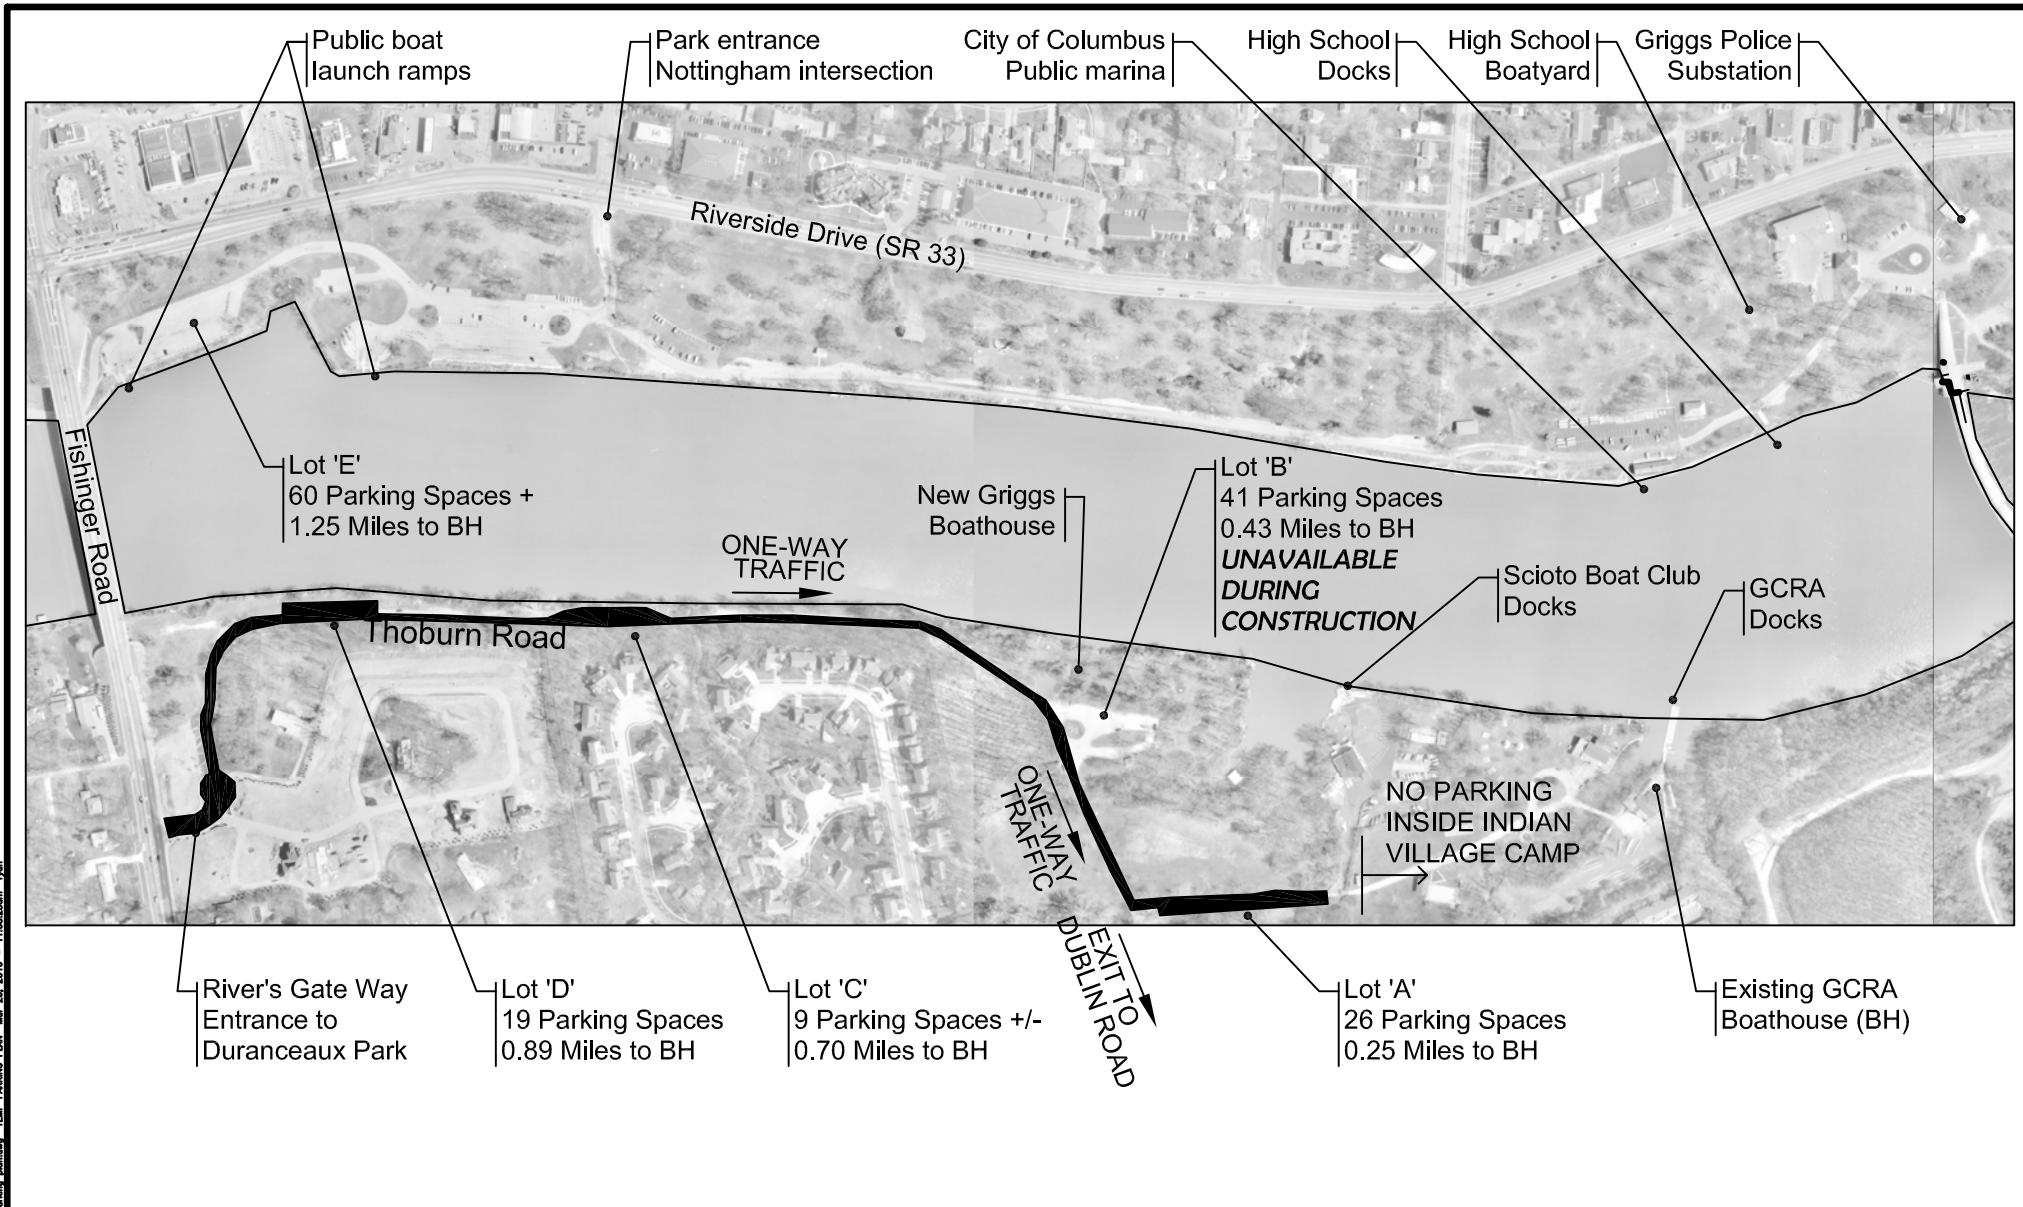 Public boat
launch ramps
Park entrance
Nottingham intersection
City of Columbus
Public marina
High School
Docks
High School
Boatyard
Griggs Police
Substation
Riverside Drive (SR 33)
Fishinger Road
Lot 'E'
60 Parking Spaces +
1.25 Miles to BH
ONE-WAY
TRAFFIC
New Griggs
Boathouse
Lot 'B'
41 Parking Spaces
0.43 Miles to BH
UNAVAILABLE
DURING
CONSTRUCTION
Scioto Boat Club
Docks
GCRA
Docks
Thoburn Road
ONE-WAY
TRAFFIC
NO PARKING
INSIDE INDIAN
VILLAGE CAMP
EXIT TO
DUBLIN ROAD
River's Gate Way
Entrance to
Duranceaux Park
Lot 'D'
19 Parking Spaces
0.89 Miles to BH
Lot 'C'
9 Parking Spaces +/-
0.70 Miles to BH
Lot 'A'
26 Parking Spaces
0.25 Miles to BH
Existing GCRA
Boathouse (BH)